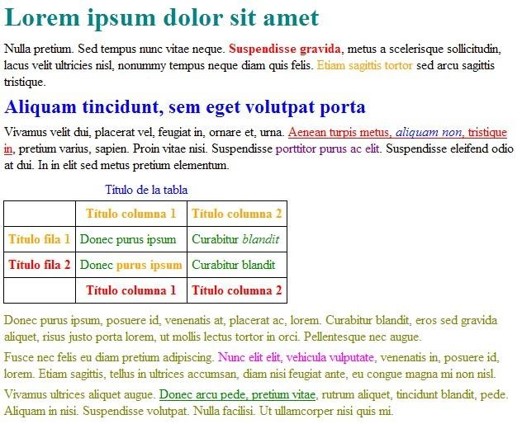 Lorem ipsum dolor sit amet
Nulla pretium. Sed tempus nunc vitae neque. Suspendisse gravida, metus a scelerisque sollicitudin,
lacus velit ultricies nisl, nonummy tempus neque diam quis felis. Etiam sagittis tortor sed arcu sagittis
tristique.
Aliquam tincidunt, sem eget volutpat porta
Vivamus velit dui, placerat vel, feugiat in, ornare et, urna. Aenean turpis metus, aliquam non, tristique
in, pretium varius, sapien. Proin vitae nisi. Suspendisse porttitor purus ac elit. Suspendisse eleifend odio
at dui. In in elit sed metus pretium elementum.
Título de la tabla
Título columna 1 Título columna 2
Título fila 1 Donec purus ipsum Curabitur blandit
Título fila 2 Donec purus ipsum Curabitur blandit
Título columna 1 Título columna 2
Donec purus ipsum, posuere id, venenatis at, placerat ac, lorem. Curabitur blandit, eros sed gravida
aliquet, risus justo porta lorem, ut mollis lectus tortor in orci. Pellentesque nec augue.
Fusce nec felis eu diam pretium adipiscing. Nunc elit elit, vehicula vulputate, venenatis in, posuere id,
lorem. Etiam sagittis, tellus in ultrices accumsan, diam nisi feugiat ante, eu congue magna mi non nisl.
Vivamus ultrices aliquet augue. Donec arcu pede, pretium vitae, rutrum aliquet, tincidunt blandit, pede.
Aliquam in nisi. Suspendisse volutpat. Nulla facilisi. Ut ullamcorper nisi quis mi.